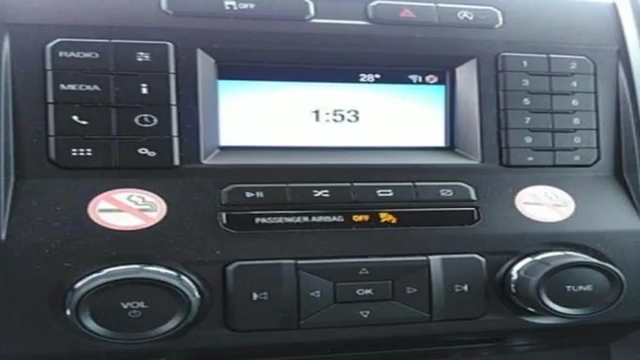 OFF
28°
RADIO
MEDIA
1:53
1 2
3 4
5 6
7 8
9 0
PASSENGER AIRBAG OFF
VOL
OK
TUNE